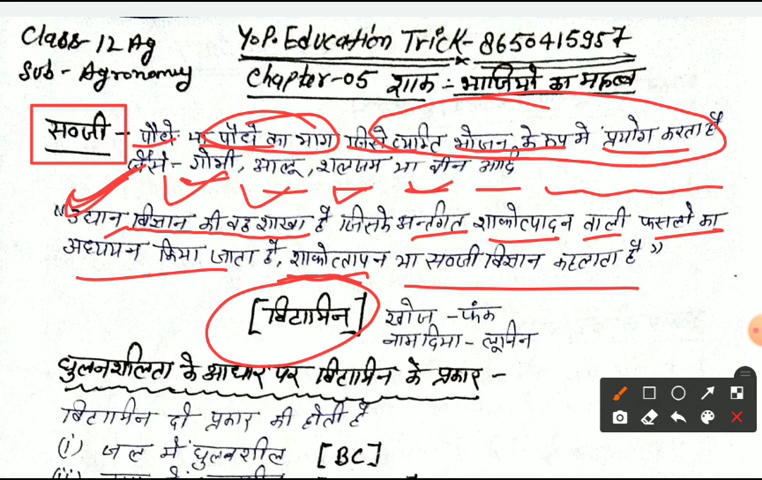 Class-12 Ag
Y.O.P. Education Trick-8650415957
Sub - Agronomy
Chapter-05 शाक - भाजियों का महत्व
सब्जी - पौधे या पौधों का भाग जिसे व्यक्ति भोजन के रूप में प्रयोग करता है
जैसे - गोभी, आलू, शलजम या बीन आदि
"उद्यान विज्ञान की वह शाखा है जिसके अन्तर्गत शाकोत्पादन वाली फसलों का
अध्ययन किया जाता है, शाकोत्पादन या सब्जी विज्ञान कहलाता है"
[विटामिन] खोज - फंक
नाम दिया - लूनिन
घुलनशीलता के आधार पर विटामिन के प्रकार -
विटामिन दो प्रकार की होती है
(i) जल में घुलनशील [BC]
(ii)